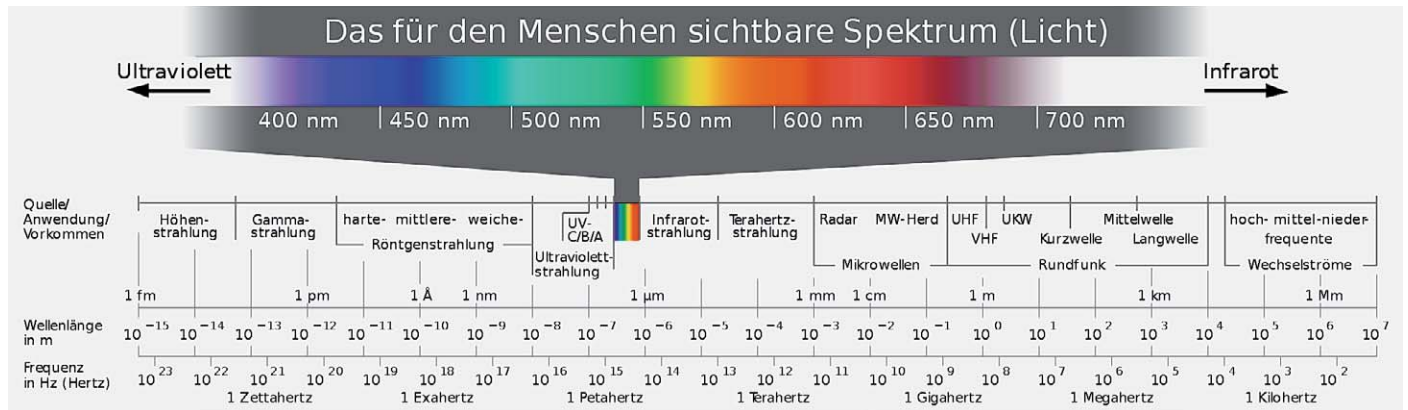 Das für den Menschen sichtbare Spektrum (Licht)
Ultraviolett
Infrarot
400 nm 450 nm 500 nm 550 nm 600 nm 650 nm 700 nm
Quelle/
Anwendung/
Vorkommen
Höhen-
strahlung
Gamma-
strahlung
harte- mittlere- weiche-
Röntgenstrahlung
UV-
C/B/A
Ultraviolett-
strahlung
Infrarot-
strahlung
Terahertz-
strahlung
Radar MW-Herd
Mikrowellen
UHF UKW Mittelwelle
VHF Kurzwelle Langwelle
Rundfunk
hoch- mittel-nieder-
frequente
Wechselströme
1 fm 1 pm 1 Å 1 nm 1 µm 1 mm 1 cm 1 m 1 km 1 Mm
Wellenlänge
in m
10⁻¹⁵ 10⁻¹⁴ 10⁻¹³ 10⁻¹² 10⁻¹¹ 10⁻¹⁰ 10⁻⁹ 10⁻⁸ 10⁻⁷ 10⁻⁶ 10⁻⁵ 10⁻⁴ 10⁻³ 10⁻² 10⁻¹ 10⁰ 10¹ 10² 10³ 10⁴ 10⁵ 10⁶ 10⁷
Frequenz
in Hz (Hertz)
10²³ 10²² 10²¹ 10²⁰ 10¹⁹ 10¹⁸ 10¹⁷ 10¹⁶ 10¹⁵ 10¹⁴ 10¹³ 10¹² 10¹¹ 10¹⁰ 10⁹ 10⁸ 10⁷ 10⁶ 10⁵ 10⁴ 10³ 10²
1 Zettahertz 1 Exahertz 1 Petahertz 1 Terahertz 1 Gigahertz 1 Megahertz 1 Kilohertz